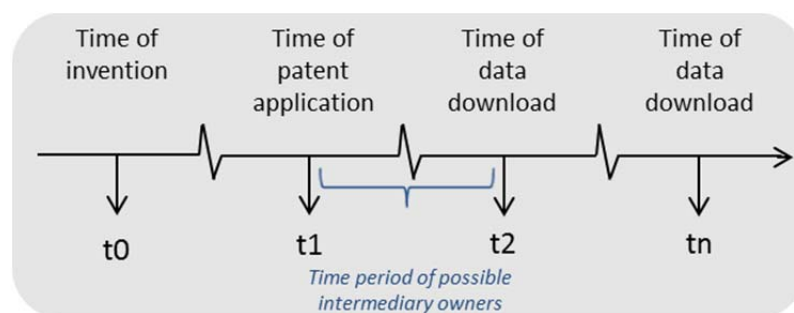 Time of
invention
Time of
patent
application
Time of
data
download
Time of
data
download
t0
t1
t2
tn
Time period of possible
intermediary owners